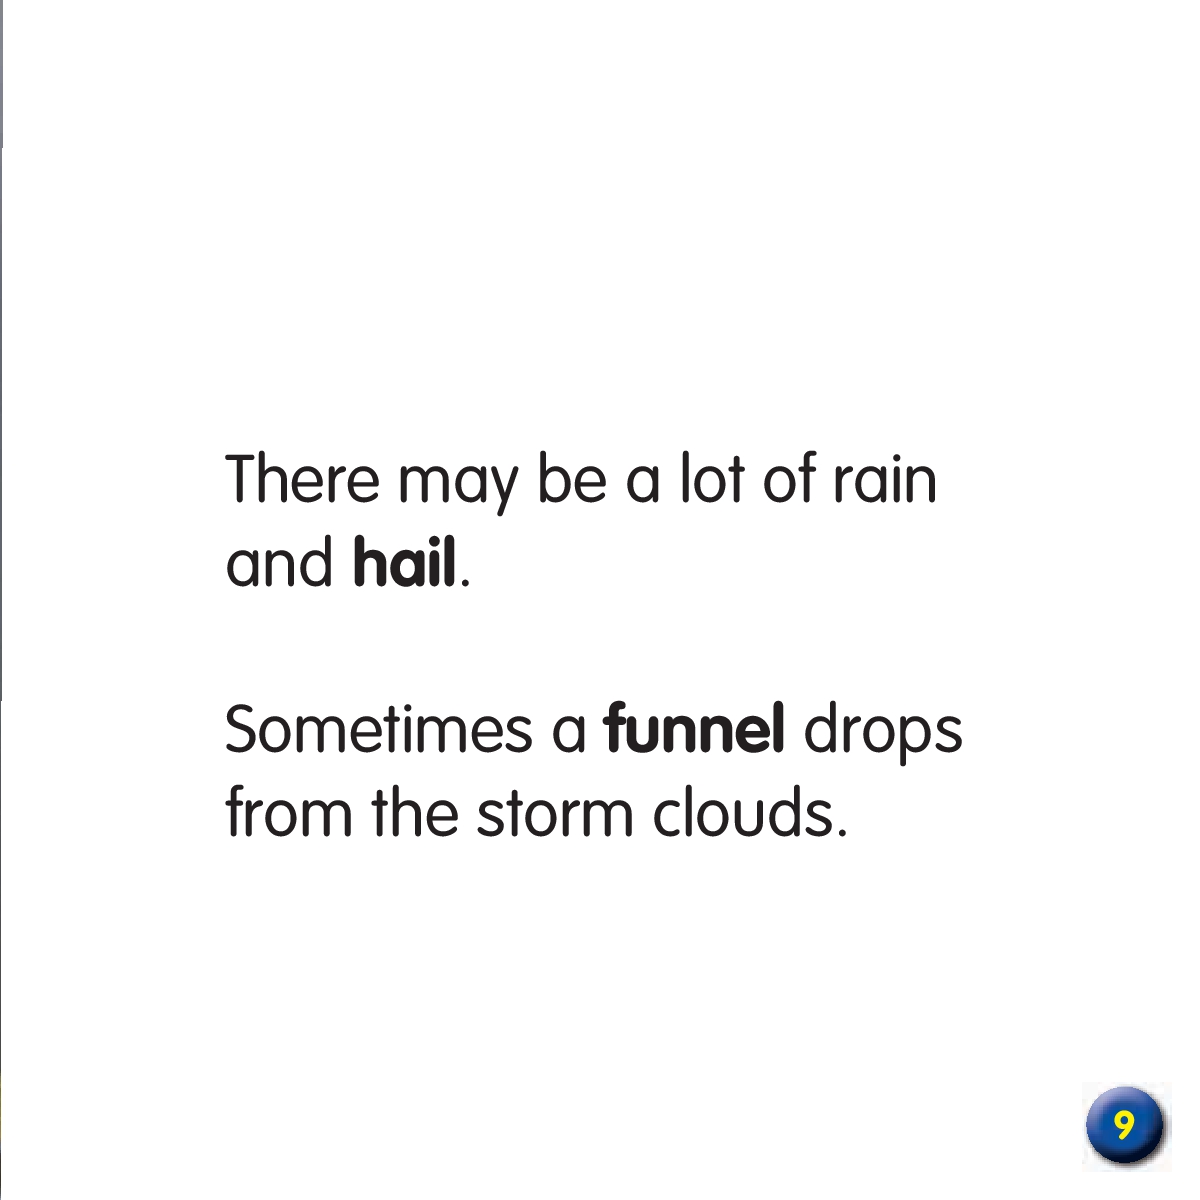 There may be a lot of rain
and hail.
Sometimes a funnel drops
from the storm clouds.
9